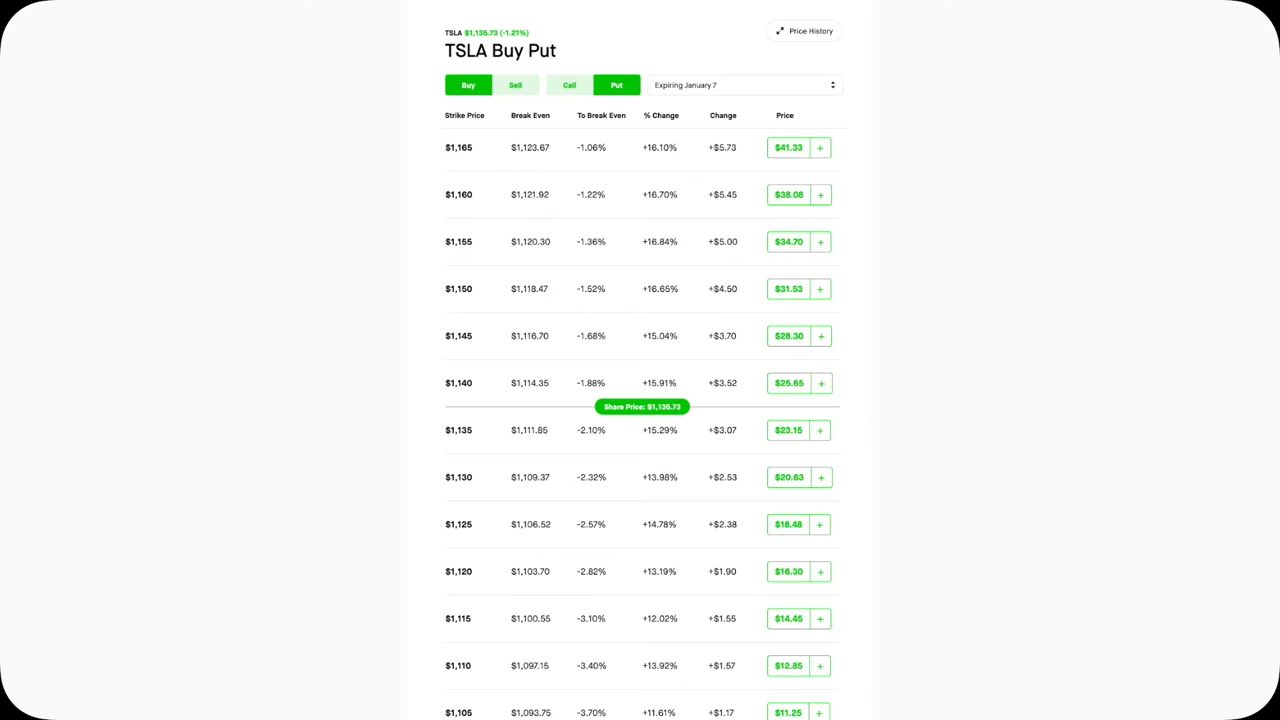 TSLA $1,136.73 (-1.21%)
Price History
TSLA Buy Put
Buy Sell Call Put Expiring January 7
Strike Price Break Even To Break Even % Change Change Price
$1,165 $1,123.67 -1.06% +16.10% +$5.73 $41.33 +
$1,160 $1,121.92 -1.22% +16.70% +$5.45 $38.08 +
$1,155 $1,120.30 -1.36% +16.84% +$5.00 $34.70 +
$1,150 $1,118.47 -1.52% +16.65% +$4.50 $31.53 +
$1,145 $1,116.70 -1.68% +15.04% +$3.70 $28.30 +
$1,140 $1,114.35 -1.88% +15.91% +$3.52 $25.65 +
Share Price: $1,136.73
$1,135 $1,111.85 -2.10% +15.29% +$3.07 $23.15 +
$1,130 $1,109.37 -2.32% +13.98% +$2.53 $20.63 +
$1,125 $1,106.52 -2.57% +14.78% +$2.38 $18.48 +
$1,120 $1,103.70 -2.82% +13.19% +$1.90 $16.30 +
$1,115 $1,100.55 -3.10% +12.02% +$1.55 $14.45 +
$1,110 $1,097.15 -3.40% +13.92% +$1.57 $12.85 +
$1,105 $1,093.75 -3.70% +11.61% +$1.17 $11.25 +